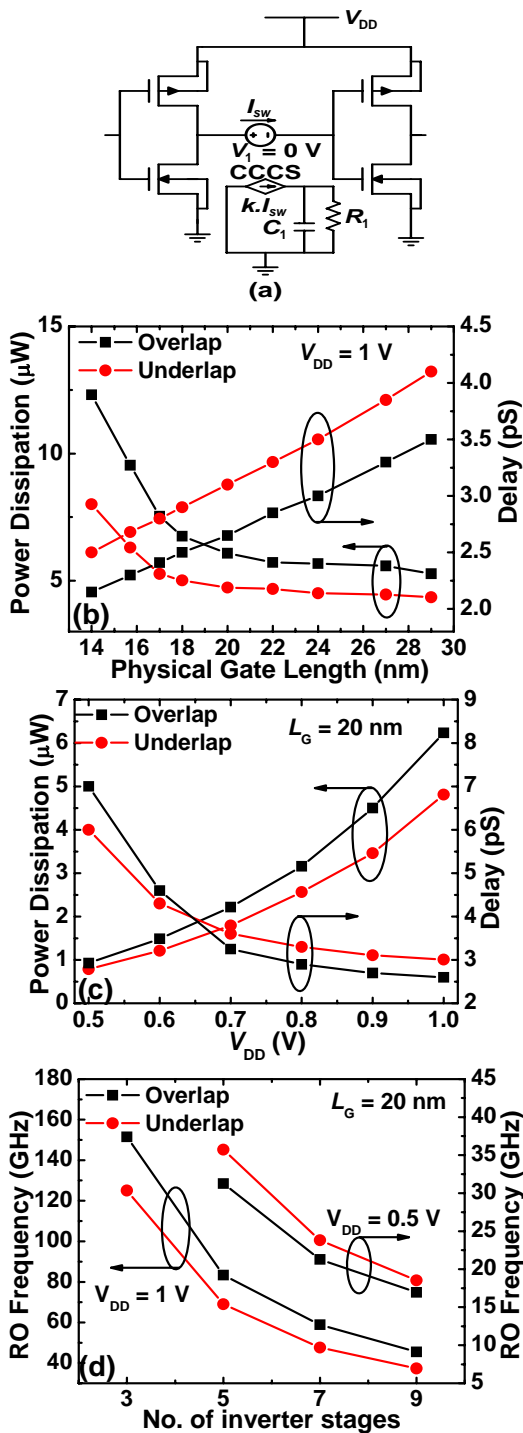 V_DD
I_sw
V_1 = 0 V
CCCS
k.I_sw
C_1
R_1
(a)
15
10
5
Power Dissipation (μW)
Overlap
Underlap
V_DD = 1 V
4.5
4.0
3.5
3.0
2.5
2.0
Delay (pS)
(b)
14 16 18 20 22 24 26 28 30
Physical Gate Length (nm)
7
6
5
4
3
2
1
0
Power Dissipation (μW)
Overlap
Underlap
L_G = 20 nm
9
8
7
6
5
4
3
2
Delay (pS)
(c)
0.5 0.6 0.7 0.8 0.9 1.0
V_DD (V)
180
160
140
120
100
80
60
40
RO Frequency (GHz)
Overlap
Underlap
L_G = 20 nm
V_DD = 0.5 V
V_DD = 1 V
45
40
35
30
25
20
15
10
5
RO Frequency (GHz)
(d)
3 5 7 9
No. of inverter stages